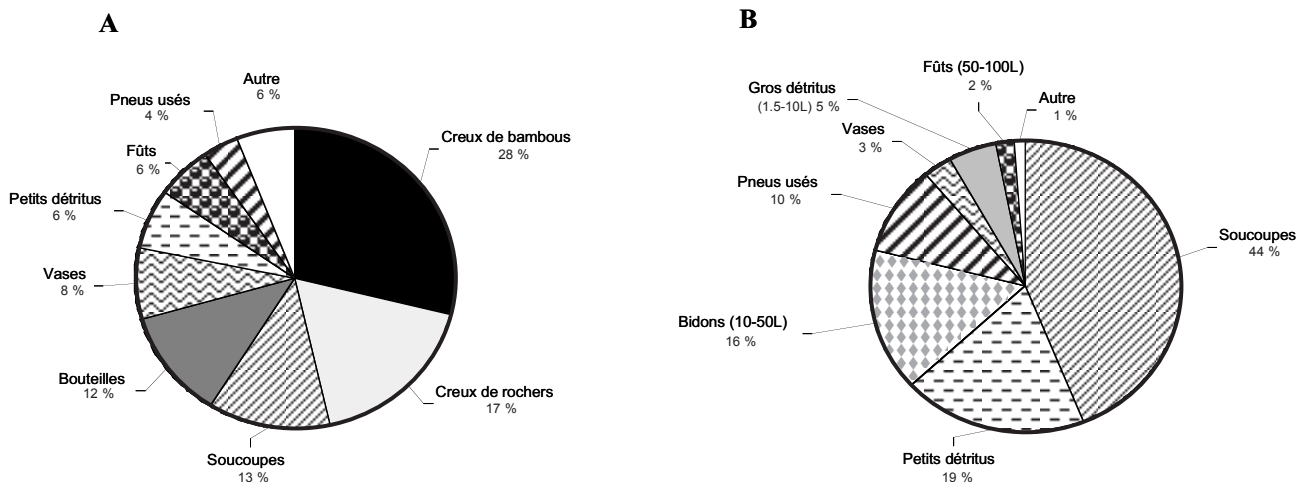 A
Autre
6 %
Pneus usés
4 %
Fûts
6 %
Petits détritus
6 %
Vases
8 %
Bouteilles
12 %
Soucoupes
13 %
Creux de rochers
17 %
Creux de bambous
28 %
B
Fûts (50-100L)
2 %
Gros détritus
(1.5-10L) 5 %
Autre
1 %
Vases
3 %
Pneus usés
10 %
Bidons (10-50L)
16 %
Petits détritus
19 %
Soucoupes
44 %